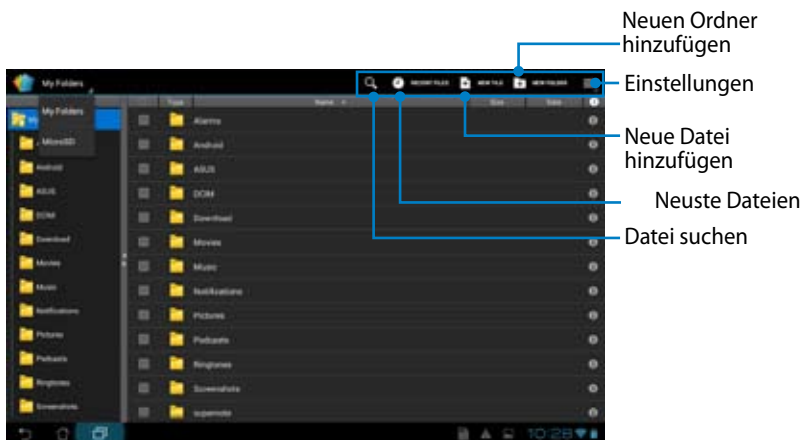 Neuen Ordner
hinzufügen
Einstellungen
Neue Datei
hinzufügen
Neuste Dateien
Datei suchen
My Folders
RECENT FILES
NEW FILE
NEW FOLDER
Type
Name
Size
Date
My Folders
MicroSD
Android
ASUS
DCIM
Download
Movies
Music
Notifications
Pictures
Podcasts
Ringtones
Screenshots
Alarms
Android
ASUS
DCIM
Download
Movies
Music
Notifications
Pictures
Podcasts
Ringtones
Screenshots
supernote
10:28